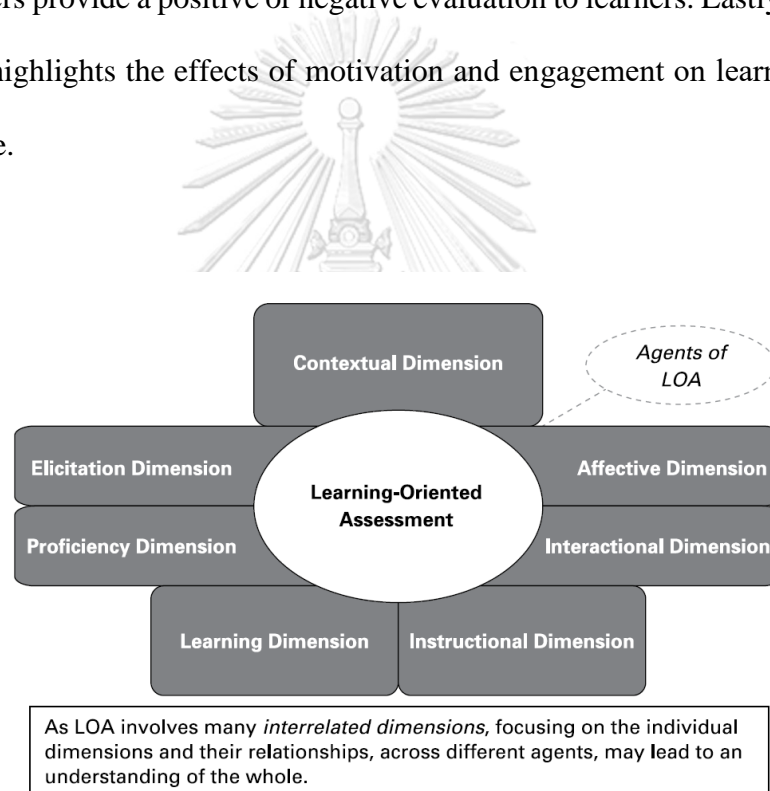 ers provide a positive or negative evaluation to learners. Lastly
highlights the effects of motivation and engagement on learn
e.
Contextual Dimension
Agents of
LOA
Elicitation Dimension
Affective Dimension
Learning-Oriented
Assessment
Proficiency Dimension
Interactional Dimension
Learning Dimension
Instructional Dimension
As LOA involves many interrelated dimensions, focusing on the individual
dimensions and their relationships, across different agents, may lead to an
understanding of the whole.